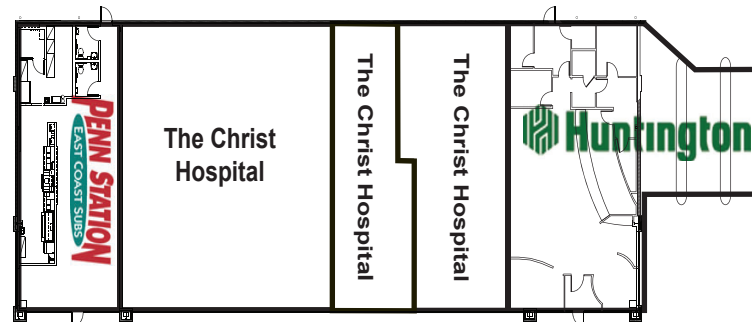 PENN STATION
EAST COAST SUBS
The Christ
Hospital
The Christ Hospital
The Christ Hospital
Huntington